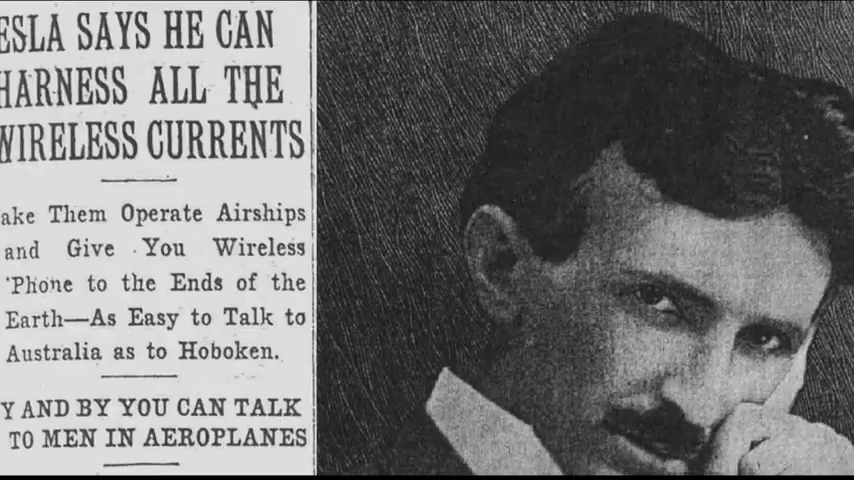 ESLA SAYS HE CAN
HARNESS ALL THE
WIRELESS CURRENTS
ake Them Operate Airships
and Give You Wireless
'Phone to the Ends of the
Earth—As Easy to Talk to
Australia as to Hoboken.
Y AND BY YOU CAN TALK
TO MEN IN AEROPLANES